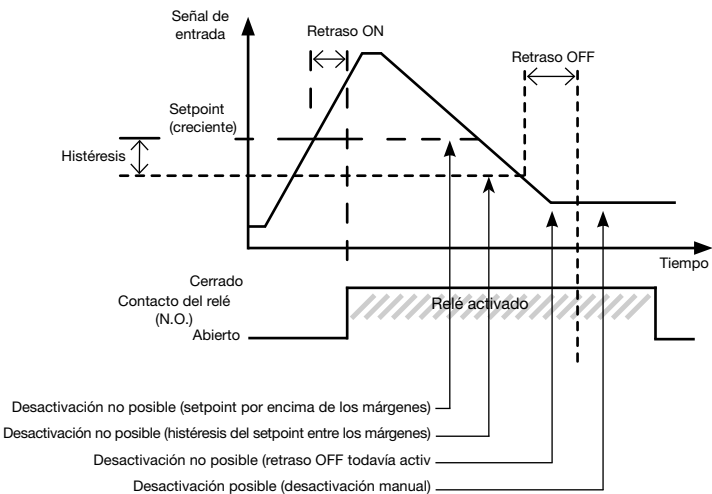 Señal de
entrada
Retraso ON
Retraso OFF
Setpoint
(creciente)
Histéresis
Tiempo
Cerrado
Contacto del relé
(N.O.)
Abierto
Relé activado
Desactivación no posible (setpoint por encima de los márgenes)
Desactivación no posible (histéresis del setpoint entre los márgenes)
Desactivación no posible (retraso OFF todavía activ
Desactivación posible (desactivación manual)